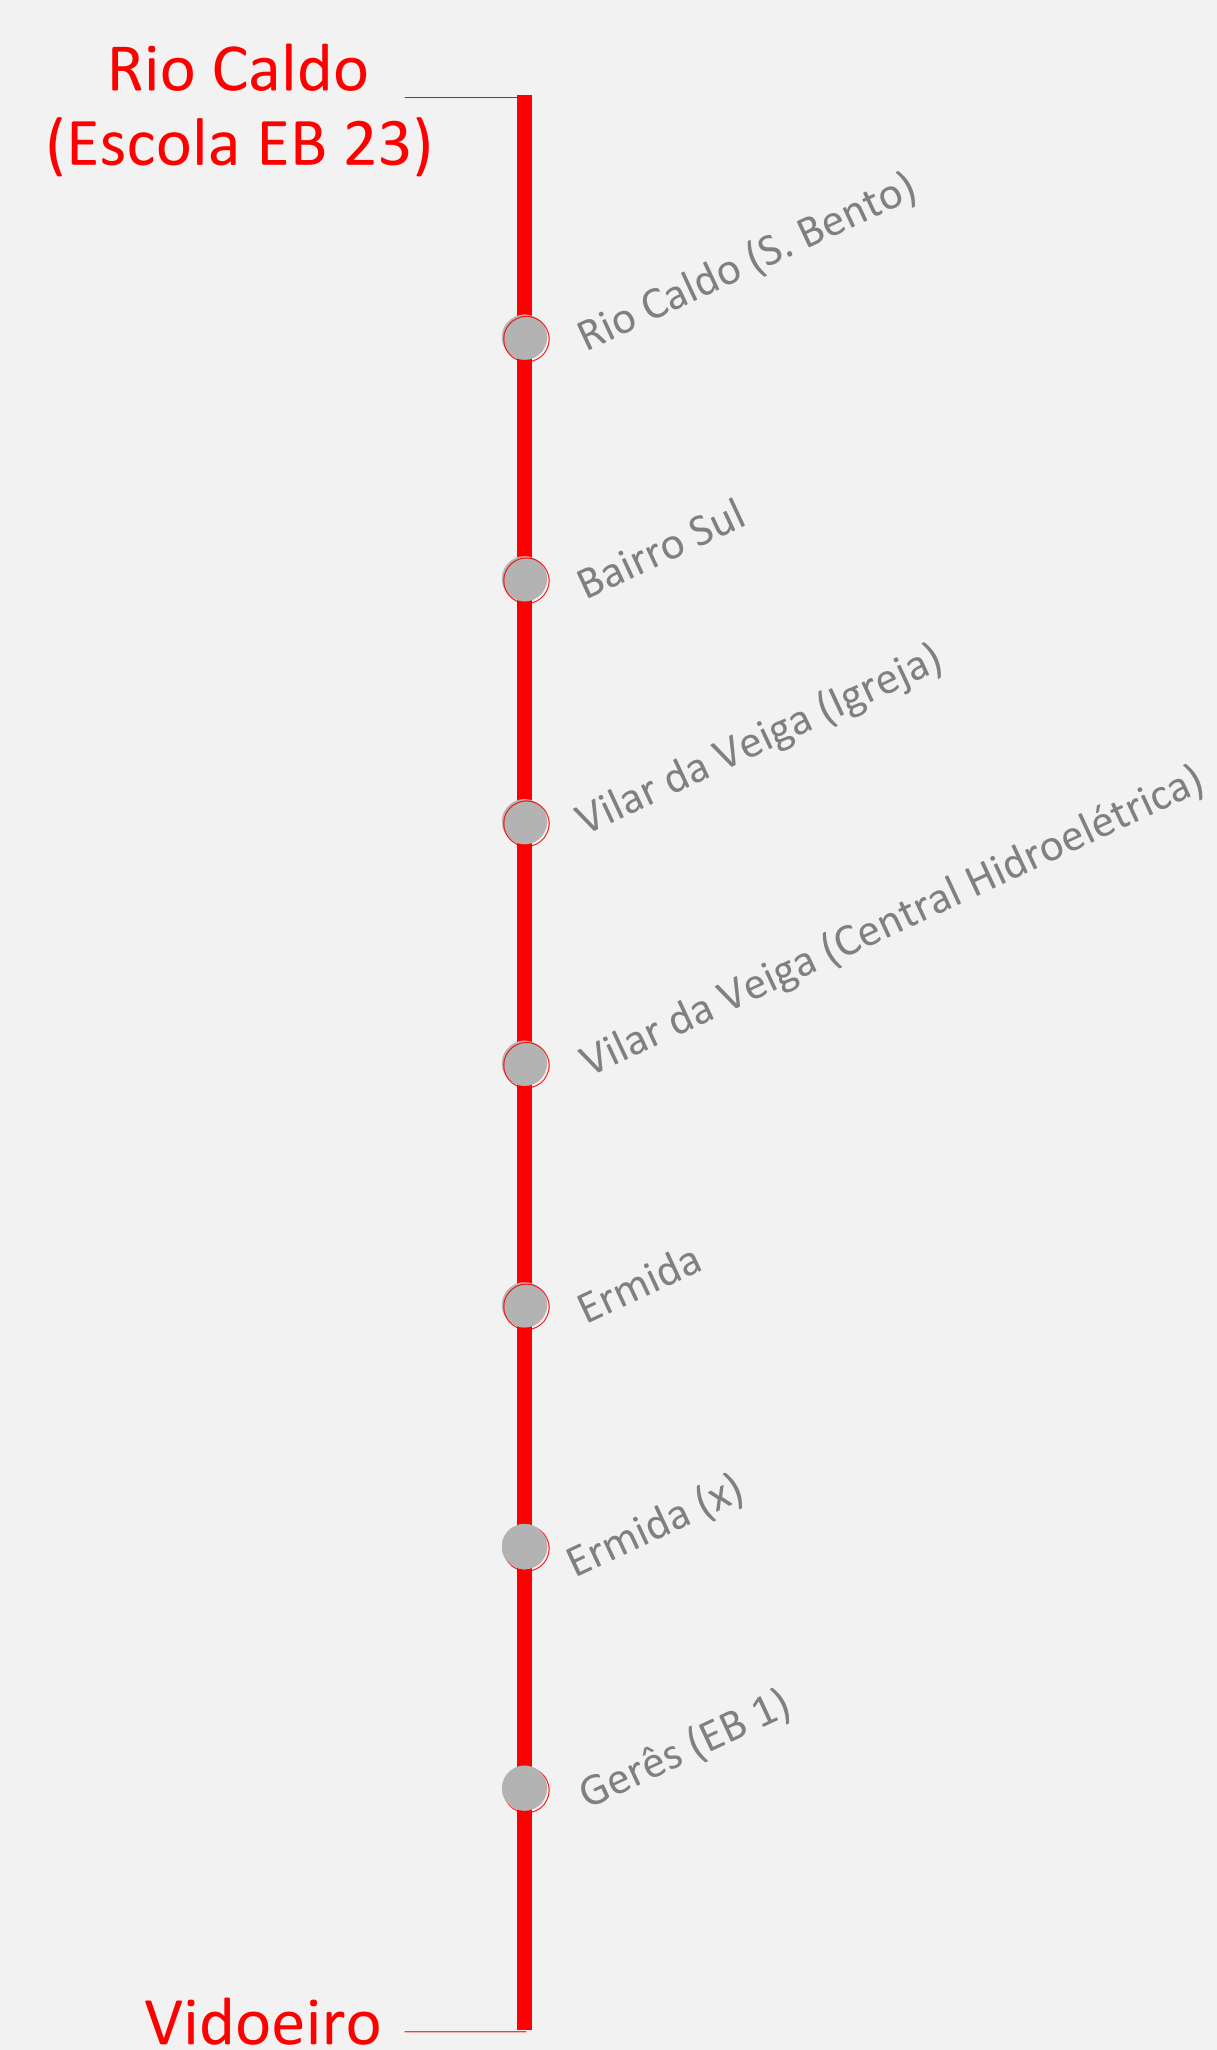 Rio Caldo
(Escola EB 23)
Rio Caldo (S. Bento)
Bairro Sul
Vilar da Veiga (Igreja)
Vilar da Veiga (Central Hidroelétrica)
Ermida
Ermida (x)
Gerês (EB 1)
Vidoeiro